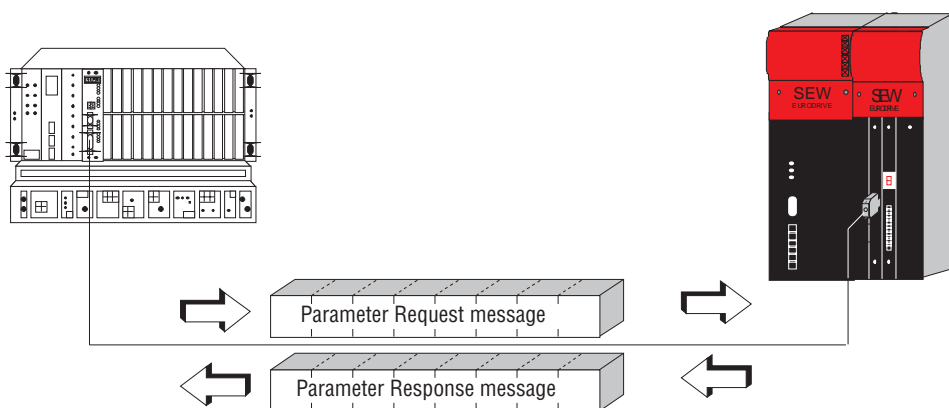 SEW
EURODRIVE
SEW
EURODRIVE
Parameter Request message
Parameter Response message